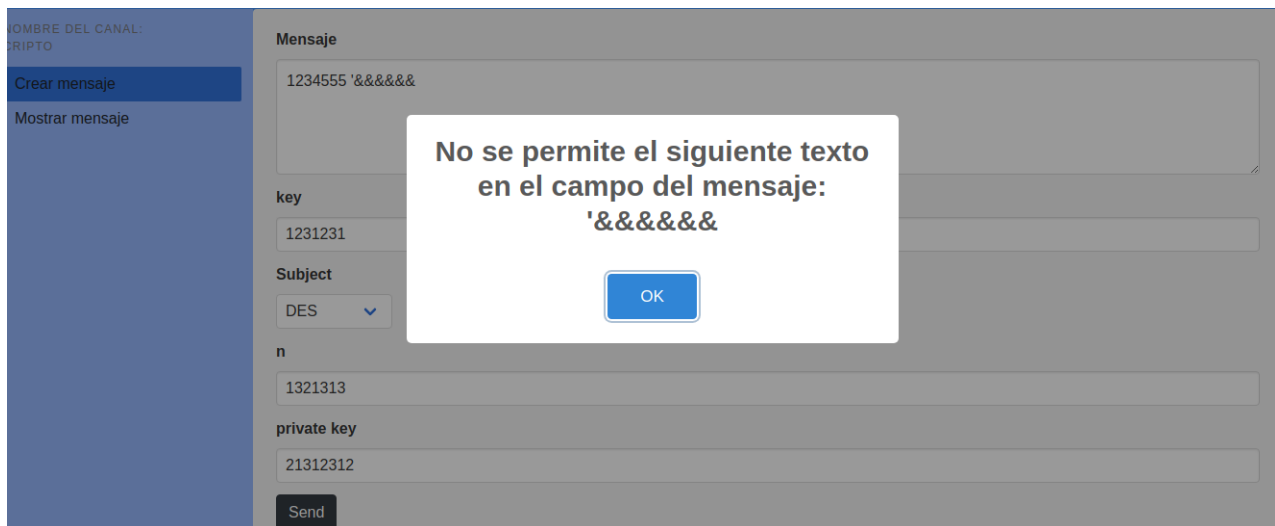 NOMBRE DEL CANAL:
CRIPTO
Crear mensaje
Mostrar mensaje
Mensaje
1234555 '&&&&&&
No se permite el siguiente texto
en el campo del mensaje:
'&&&&&&
OK
key
1231231
Subject
DES
n
1321313
private key
21312312
Send